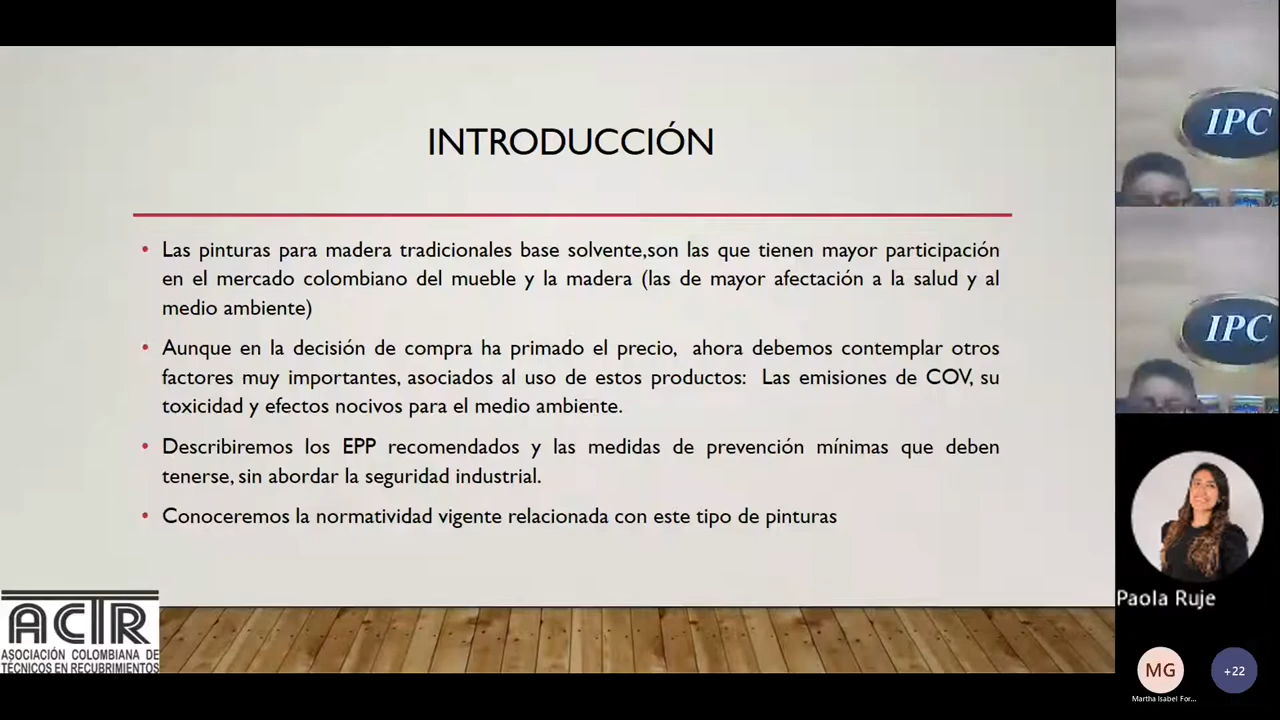 INTRODUCCIÓN
• Las pinturas para madera tradicionales base solvente,son las que tienen mayor participación
en el mercado colombiano del mueble y la madera (las de mayor afectación a la salud y al
medio ambiente)
• Aunque en la decisión de compra ha primado el precio, ahora debemos contemplar otros
factores muy importantes, asociados al uso de estos productos: Las emisiones de COV, su
toxicidad y efectos nocivos para el medio ambiente.
• Describiremos los EPP recomendados y las medidas de prevención mínimas que deben
tenerse, sin abordar la seguridad industrial.
• Conoceremos la normatividad vigente relacionada con este tipo de pinturas
ACTR
ASOCIACIÓN COLOMBIANA DE
TÉCNICOS EN RECUBRIMIENTOS
IPC
IPC
Paola Ruje
MG
+22
Martha Isabel For...